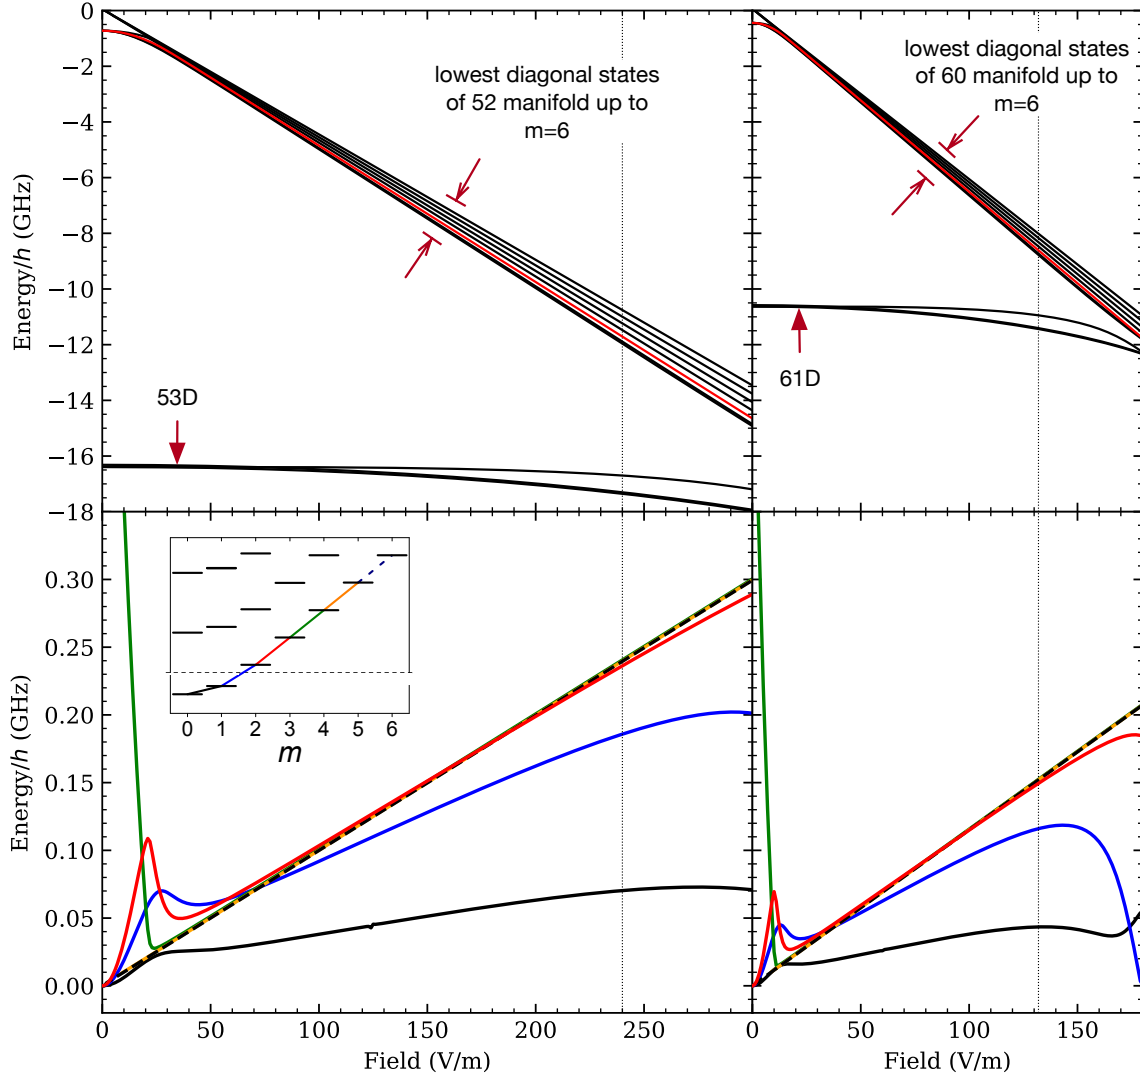 0
−2
−4
−6
−8
−10
−12
−14
−16
−18
Energy/h (GHz)
lowest diagonal states
of 52 manifold up to
m=6
53D
lowest diagonal states
of 60 manifold up to
m=6
61D
0.30
0.25
0.20
0.15
0.10
0.05
0.00
Energy/h (GHz)
0 1 2 3 4 5 6
m
0 50 100 150 200 250
Field (V/m)
0 50 100 150
Field (V/m)